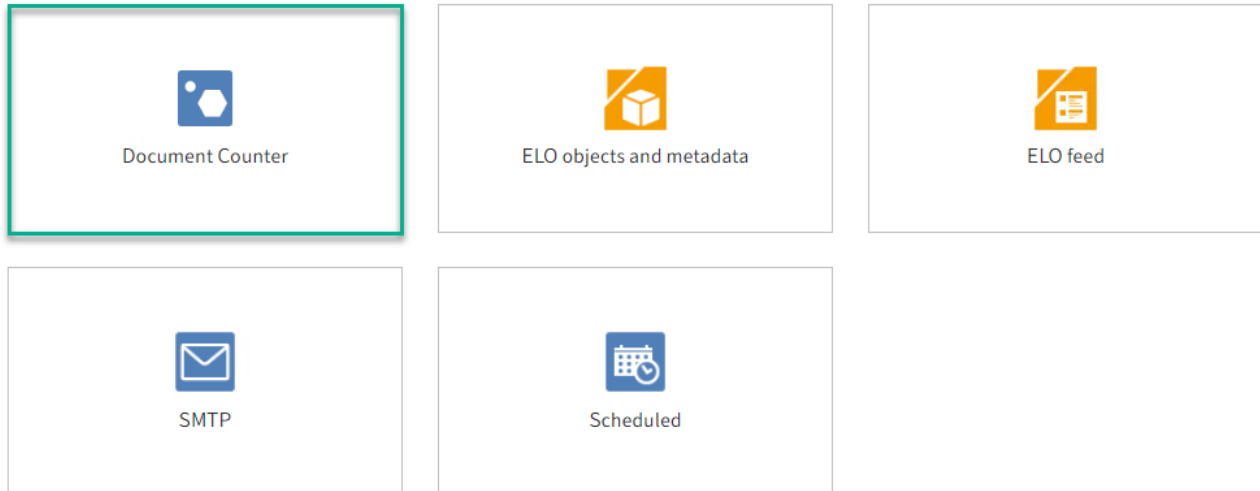 Document Counter
ELO objects and metadata
ELO feed
SMTP
Scheduled